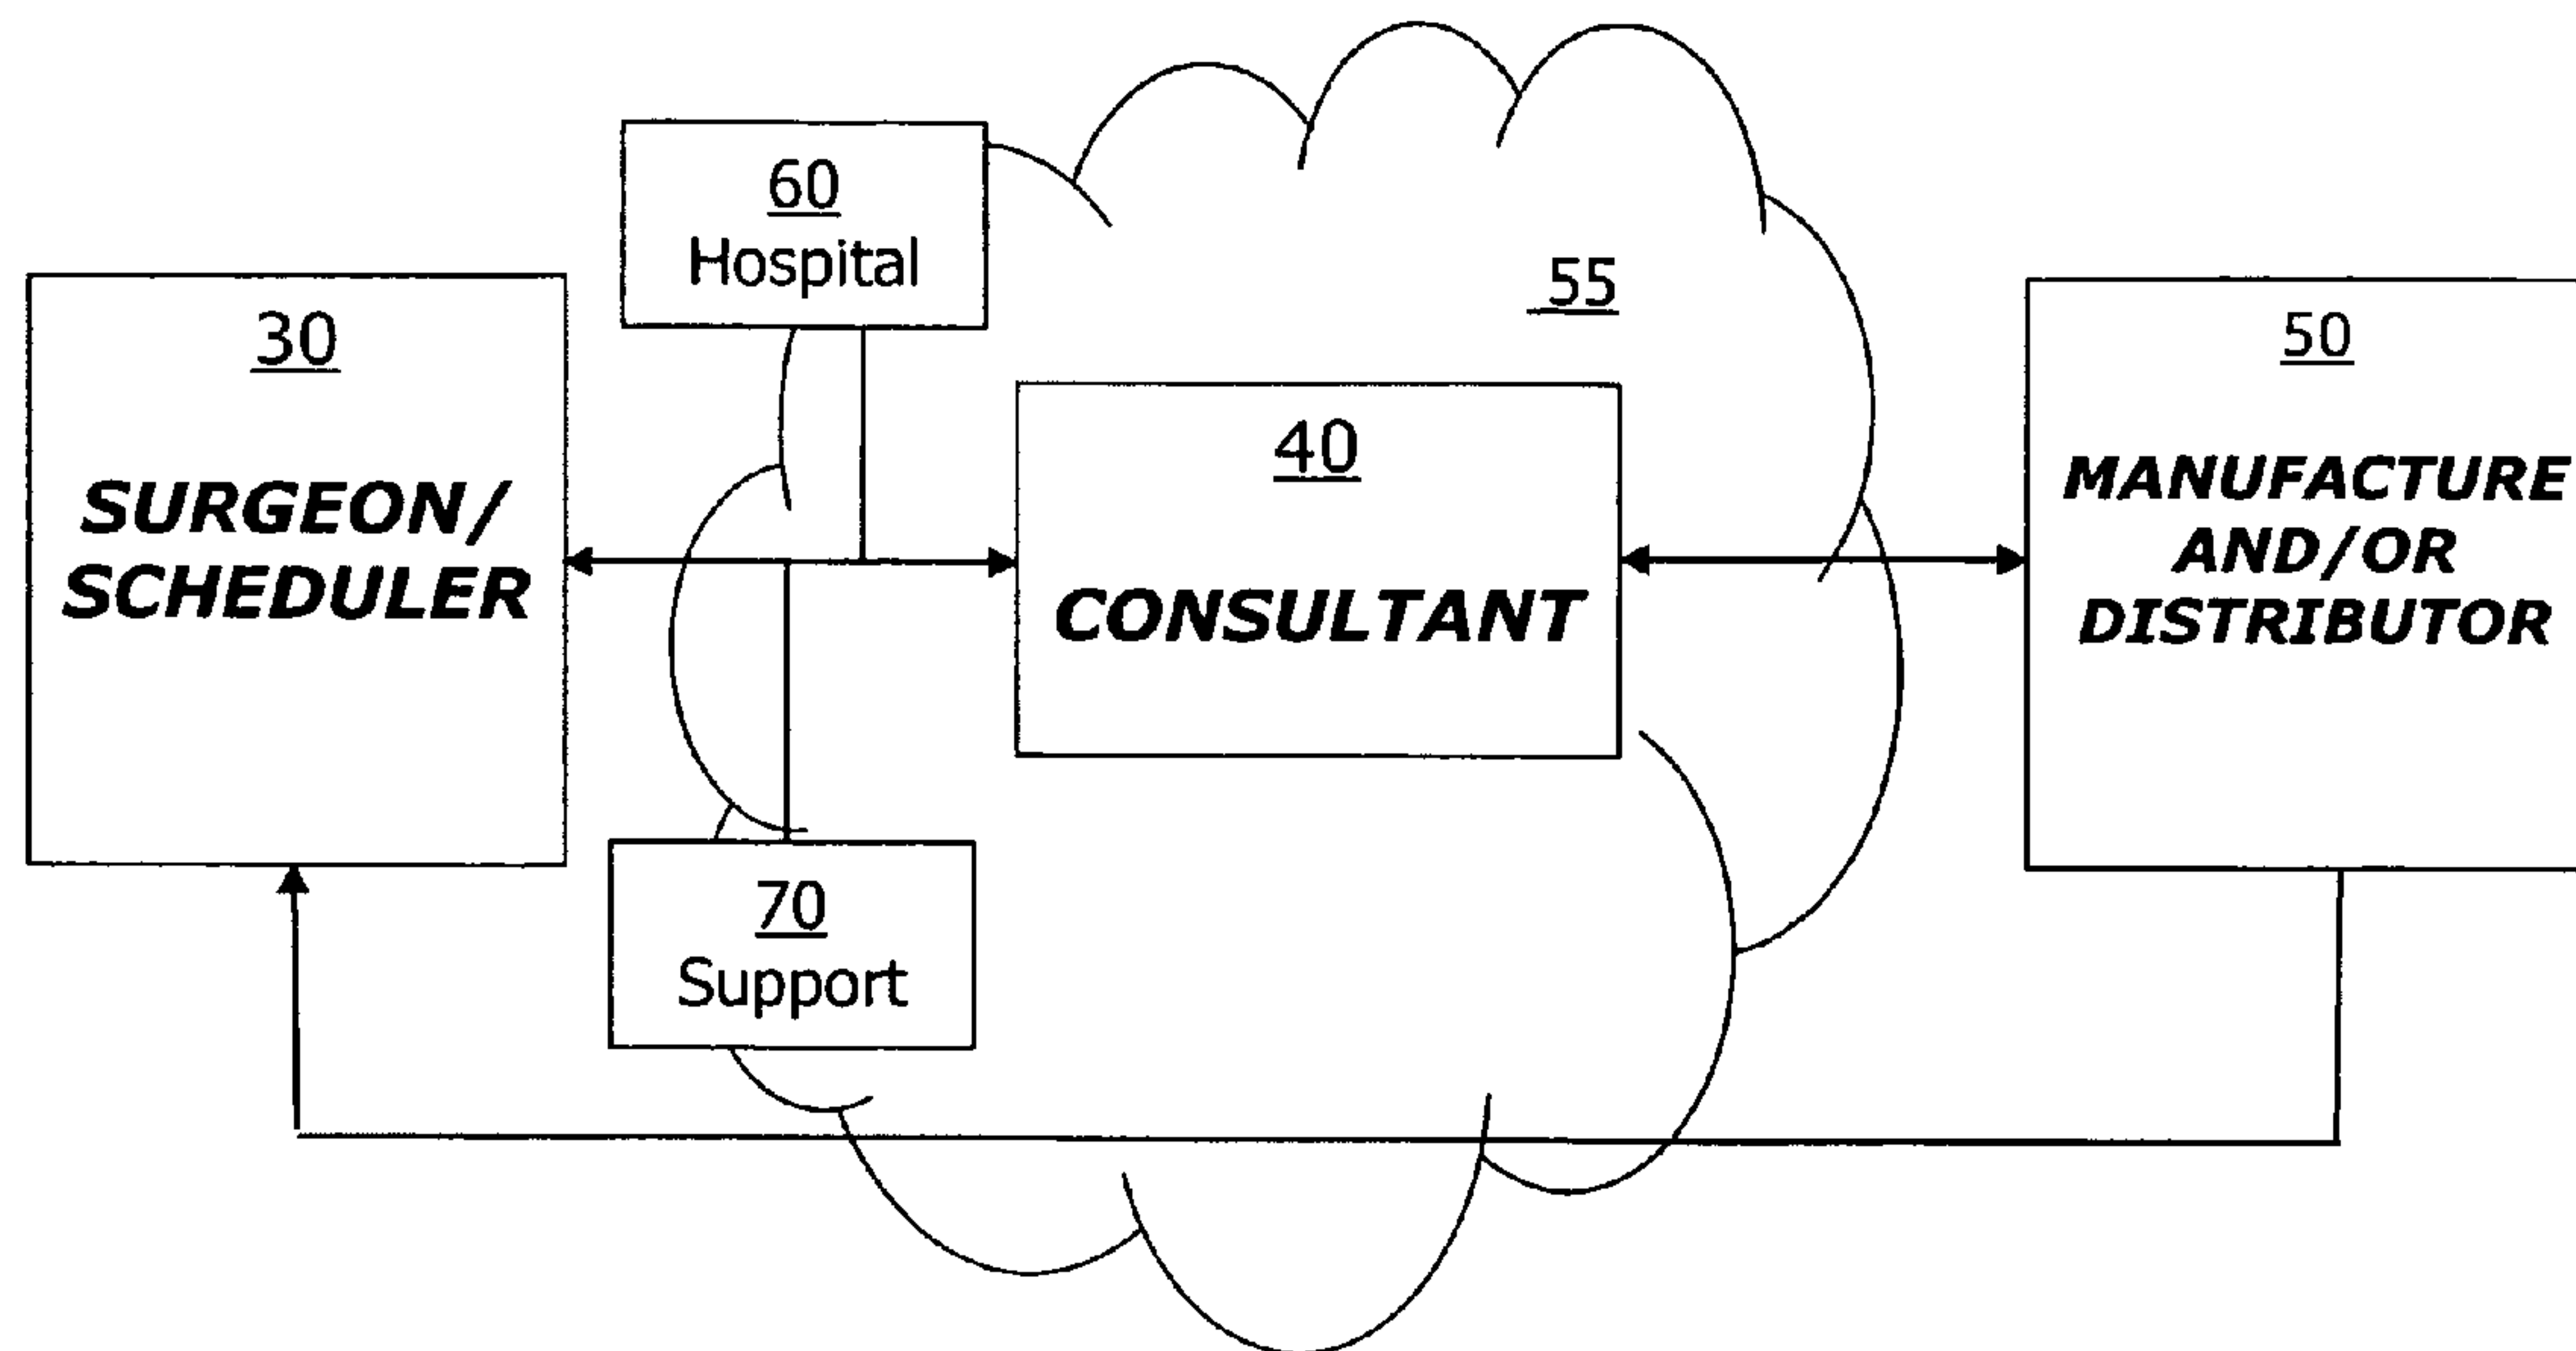 60
Hospital
55
30
SURGEON/
SCHEDULER
40
CONSULTANT
50
MANUFACTURE
AND/OR
DISTRIBUTOR
70
Support